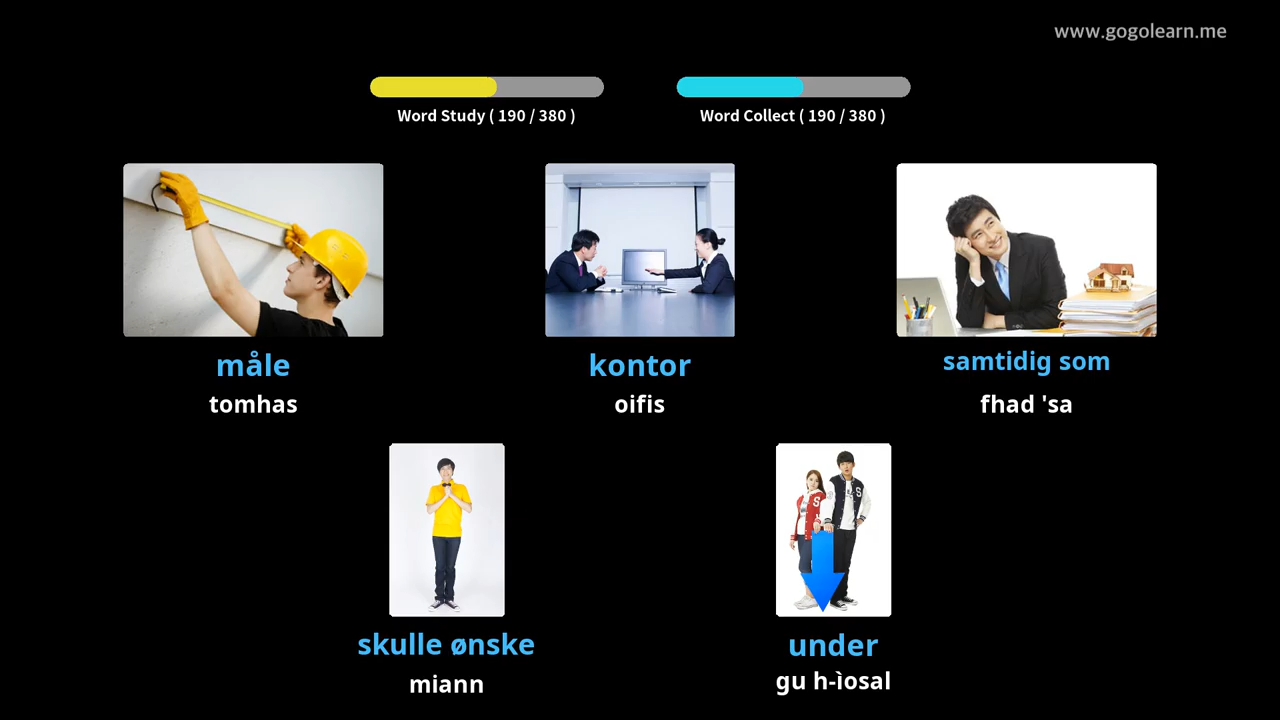 www.gogolearn.me
Word Study ( 190 / 380 )
Word Collect ( 190 / 380 )
måle
tomhas
kontor
oifis
samtidig som
fhad 'sa
skulle ønske
miann
under
gu h-ìosal